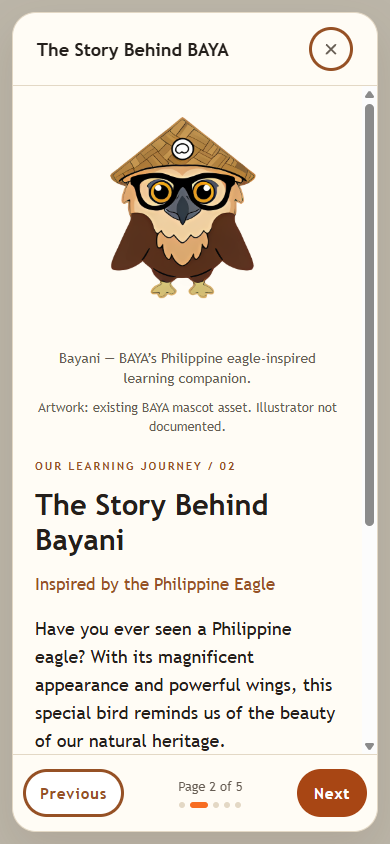 The Story Behind BAYA
Bayani — BAYA’s Philippine eagle-inspired
learning companion.
Artwork: existing BAYA mascot asset. Illustrator not
documented.
OUR LEARNING JOURNEY / 02
The Story Behind
Bayani
Inspired by the Philippine Eagle
Have you ever seen a Philippine
eagle? With its magnificent
appearance and powerful wings, this
special bird reminds us of the beauty
of our natural heritage.
Previous
Page 2 of 5
Next